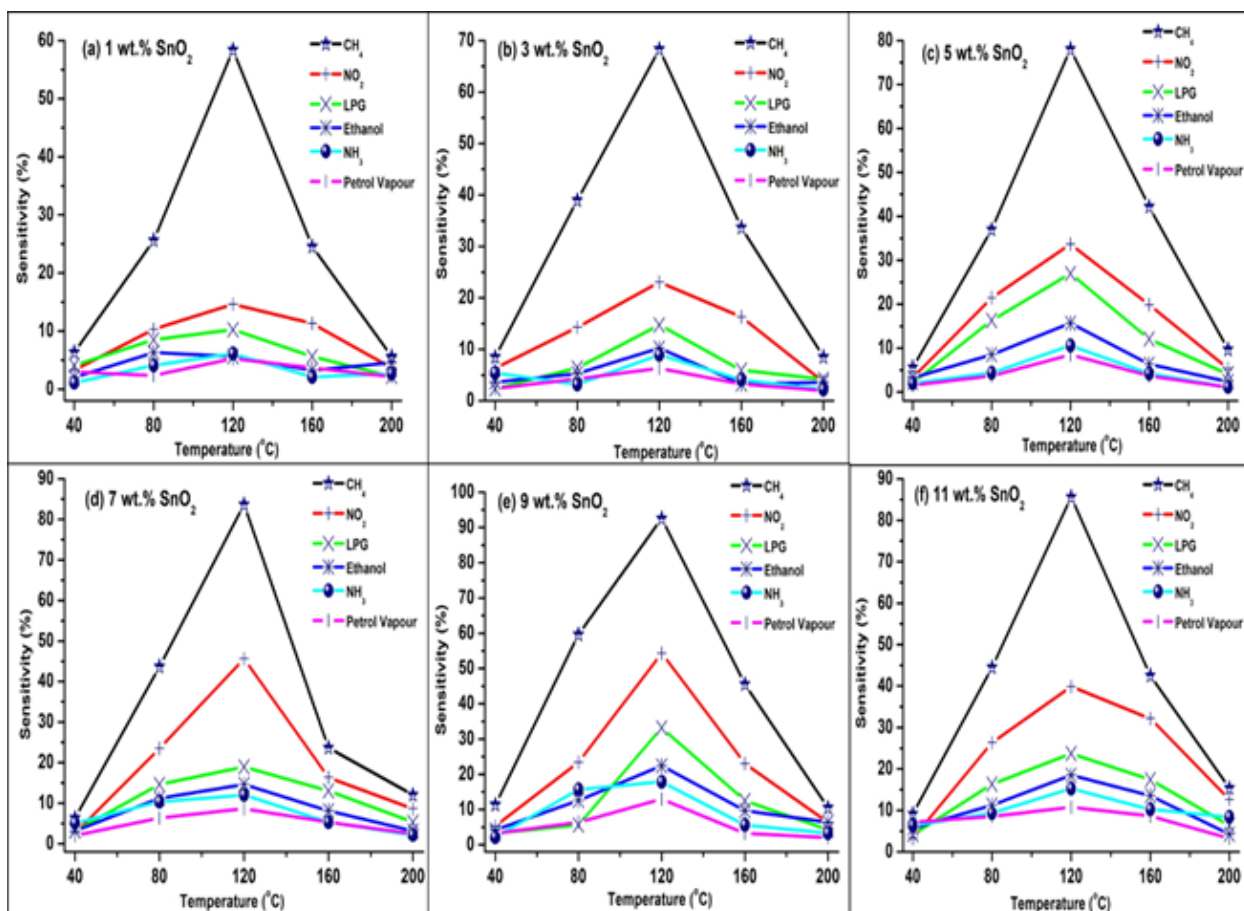 (a) 1 wt.% SnO₂
CH₄
NO₂
LPG
Ethanol
NH₃
Petrol Vapour
Sensitivity (%)
60
50
40
30
20
10
0
40 80 120 160 200
Temperature (°C)
(b) 3 wt.% SnO₂
CH₄
NO₂
LPG
Ethanol
NH₃
Petrol Vapour
Sensitivity (%)
70
60
50
40
30
20
10
0
40 80 120 160 200
Temperature (°C)
(c) 5 wt.% SnO₂
CH₄
NO₂
LPG
Ethanol
NH₃
Petrol Vapour
Sensitivity (%)
80
70
60
50
40
30
20
10
0
40 80 120 160 200
Temperature (°C)
(d) 7 wt.% SnO₂
CH₄
NO₂
LPG
Ethanol
NH₃
Petrol Vapour
Sensitivity (%)
90
80
70
60
50
40
30
20
10
0
40 80 120 160 200
Temperature (°C)
(e) 9 wt.% SnO₂
CH₄
NO₂
LPG
Ethanol
NH₃
Petrol Vapour
Sensitivity (%)
100
90
80
70
60
50
40
30
20
10
0
40 80 120 160 200
Temperature (°C)
(f) 11 wt.% SnO₂
CH₄
NO₂
LPG
Ethanol
NH₃
Petrol Vapour
Sensitivity (%)
90
80
70
60
50
40
30
20
10
0
40 80 120 160 200
Temperature (°C)